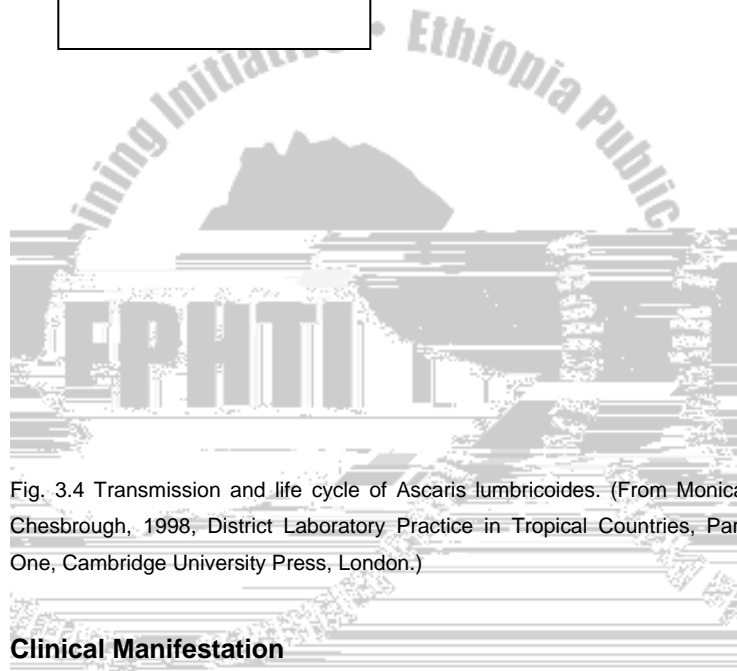 Ethiopia Public
EPHTI
Fig. 3.4 Transmission and life cycle of Ascaris lumbricoides. (From Monica
Chesbrough, 1998, District Laboratory Practice in Tropical Countries, Par
One, Cambridge University Press, London.)
Clinical Manifestation